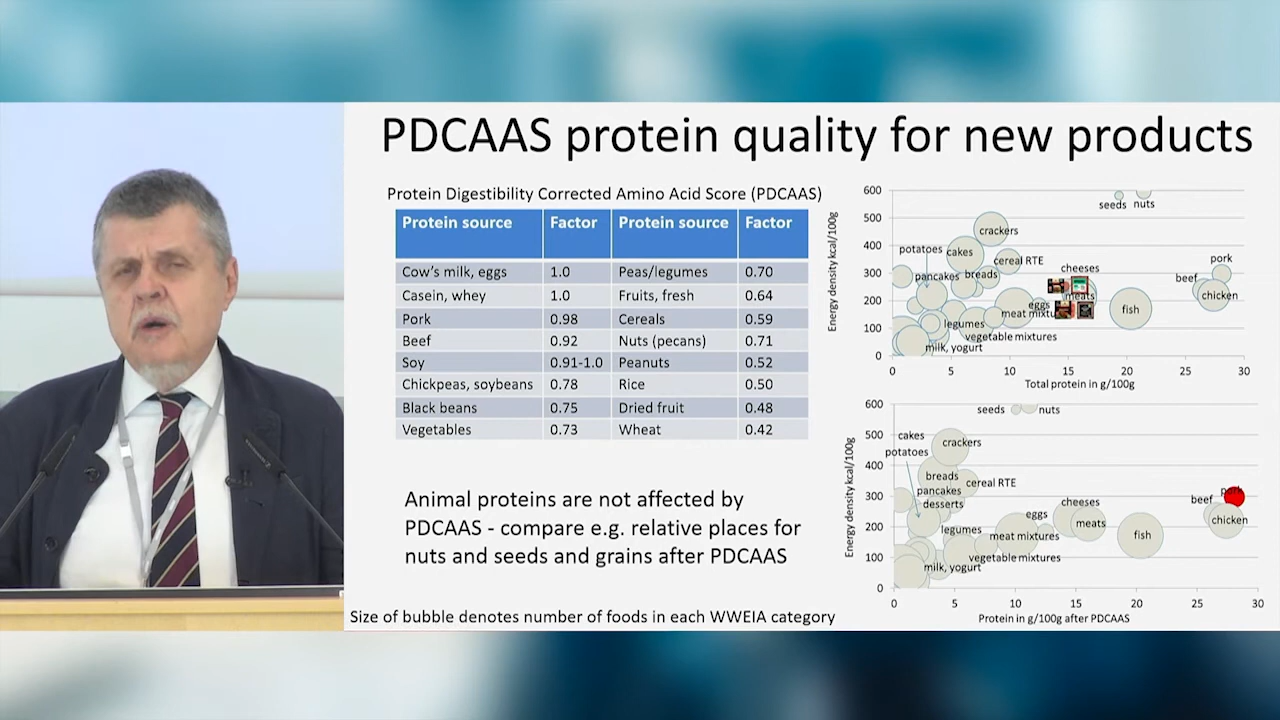 PDCAAS protein quality for new products
Protein Digestibility Corrected Amino Acid Score (PDCAAS)
Protein source Factor Protein source Factor
Cow's milk, eggs 1.0 Peas/legumes 0.70
Casein, whey 1.0 Fruits, fresh 0.64
Pork 0.98 Cereals 0.59
Beef 0.92 Nuts (pecans) 0.71
Soy 0.91-1.0 Peanuts 0.52
Chickpeas, soybeans 0.78 Rice 0.50
Black beans 0.75 Dried fruit 0.48
Vegetables 0.73 Wheat 0.42
Animal proteins are not affected by
PDCAAS - compare e.g. relative places for
nuts and seeds and grains after PDCAAS
Size of bubble denotes number of foods in each WWEIA category
Energy density kcal/100g
600
500
400
300
200
100
0
seeds nuts
crackers
potatoes cakes
cereal RTE
pork
cheeses
pancakes breads
beef
meats
chicken
eggs
fish
meat mixtu
legumes
vegetable mixtures
milk, yogurt
0 5 10 15 20 25 30
Total protein in g/100g
Energy density kcal/100g
600
500
400
300
200
100
0
seeds nuts
cakes
crackers
potatoes
breads
cereal RTE
pancakes
pork
desserts
cheeses
beef
eggs
meats
chicken
legumes
meat mixtures
fish
vegetable mixtures
milk, yogurt
0 5 10 15 20 25 30
Protein in g/100g after PDCAAS